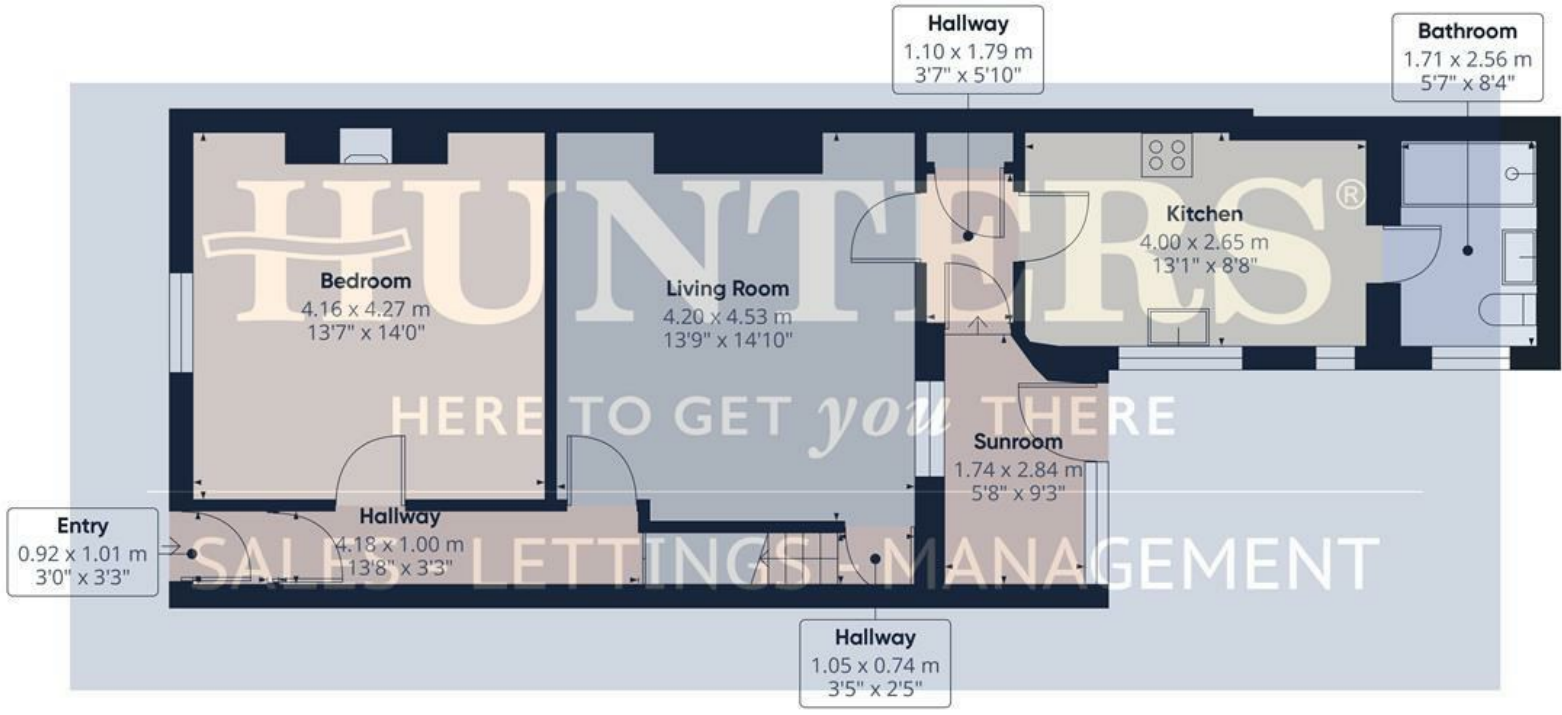 Hallway
1.10 x 1.79 m
3'7" x 5'10"
Bathroom
1.71 x 2.56 m
5'7" x 8'4"
HUNTERS®
Kitchen
4.00 x 2.65 m
13'1" x 8'8"
Bedroom
4.16 x 4.27 m
13'7" x 14'0"
Living Room
4.20 x 4.53 m
13'9" x 14'10"
HERE TO GET you THERE
Sunroom
1.74 x 2.84 m
5'8" x 9'3"
Entry
0.92 x 1.01 m
3'0" x 3'3"
Hallway
4.18 x 1.00 m
13'8" x 3'3"
SALES - LETTINGS - MANAGEMENT
Hallway
1.05 x 0.74 m
3'5" x 2'5"